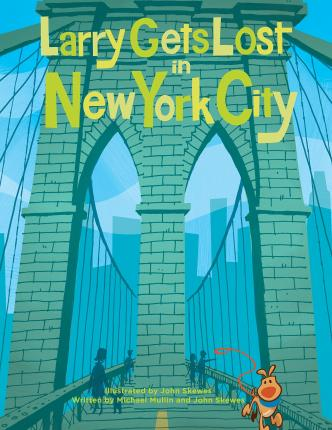 Larry Gets Lost
in
New York City
Illustrated by John Skewes
Written by Michael Mullin and John Skewes